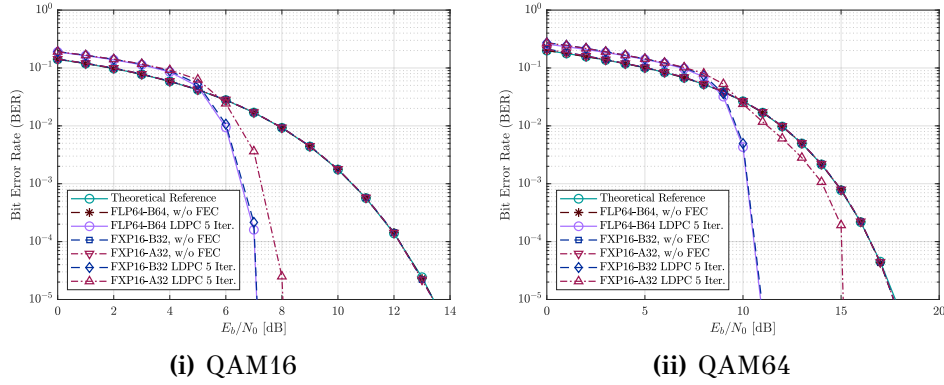 10^0
10^-1
10^-2
10^-3
10^-4
10^-5
Bit Error Rate (BER)
Theoretical Reference
FLP64-B64, w/o FEC
FLP64-B64 LDPC 5 Iter.
FXP16-B32, w/o FEC
FXP16-A32, w/o FEC
FXP16-B32 LDPC 5 Iter.
FXP16-A32 LDPC 5 Iter.
0 2 4 6 8 10 12 14
E_b/N_0 [dB]
(i) QAM16
10^0
10^-1
10^-2
10^-3
10^-4
10^-5
Bit Error Rate (BER)
Theoretical Reference
FLP64-B64, w/o FEC
FLP64-B64 LDPC 5 Iter.
FXP16-B32, w/o FEC
FXP16-A32, w/o FEC
FXP16-B32 LDPC 5 Iter.
FXP16-A32 LDPC 5 Iter.
0 5 10 15 20
E_b/N_0 [dB]
(ii) QAM64